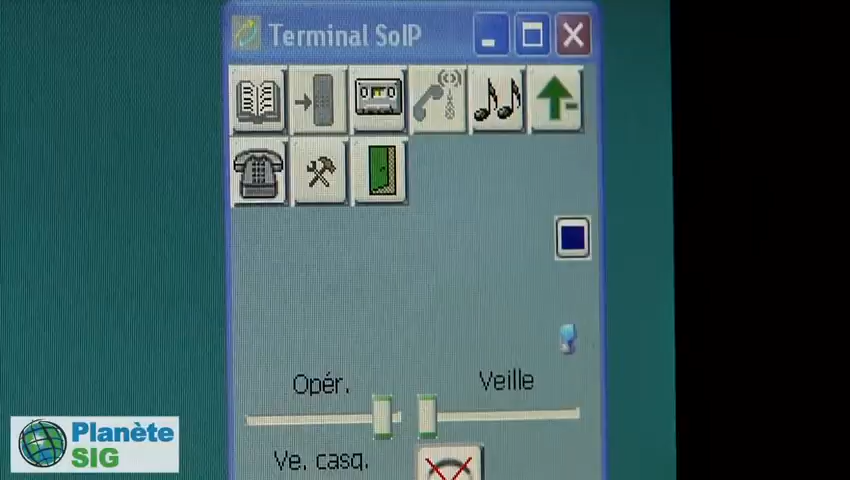 Terminal SoIP
Opér.
Veille
Ve. casq.
Planète
SIG